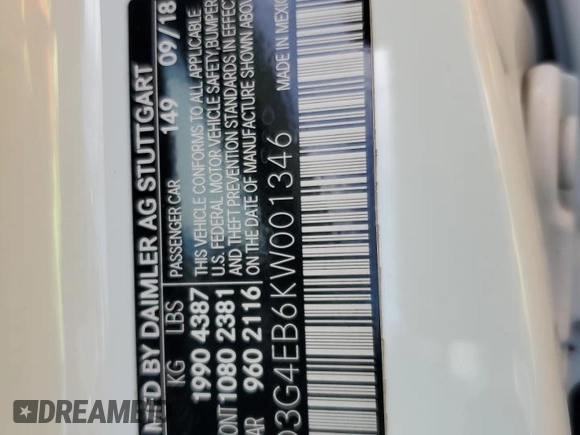 MFD BY DAIMLER AG STUTTGART
149 09/18
KG LBS PASSENGER CAR
1990 4387 THIS VEHICLE CONFORMS TO ALL APPLICABLE
U.S. FEDERAL MOTOR VEHICLE SAFETY, BUMPER
1080 2381 AND THEFT PREVENTION STANDARDS IN EFFECT
960 2116 ON THE DATE OF MANUFACTURE SHOWN ABOVE
3G4EB6KW001346 MADE IN MEXICO
DREAMBI